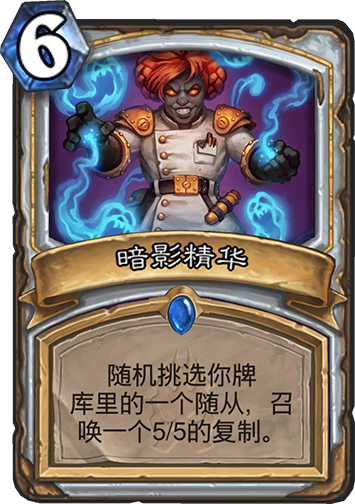 6
暗影精华
随机挑选你牌
库里的一个随从，召
唤一个5/5的复制。